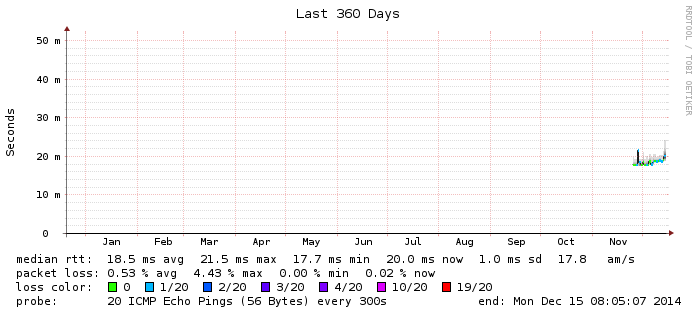 Last 360 Days
RRDTOOL / TOBI OETIKER
Seconds
50 m
40 m
30 m
20 m
10 m
0
Jan Feb Mar Apr May Jun Jul Aug Sep Oct Nov
median rtt: 18.5 ms avg 21.5 ms max 17.7 ms min 20.0 ms now 1.0 ms sd 17.8 am/s
packet loss: 0.53 % avg 4.43 % max 0.00 % min 0.02 % now
loss color: 0 1/20 2/20 3/20 4/20 10/20 19/20
probe: 20 ICMP Echo Pings (56 Bytes) every 300s end: Mon Dec 15 08:05:07 2014